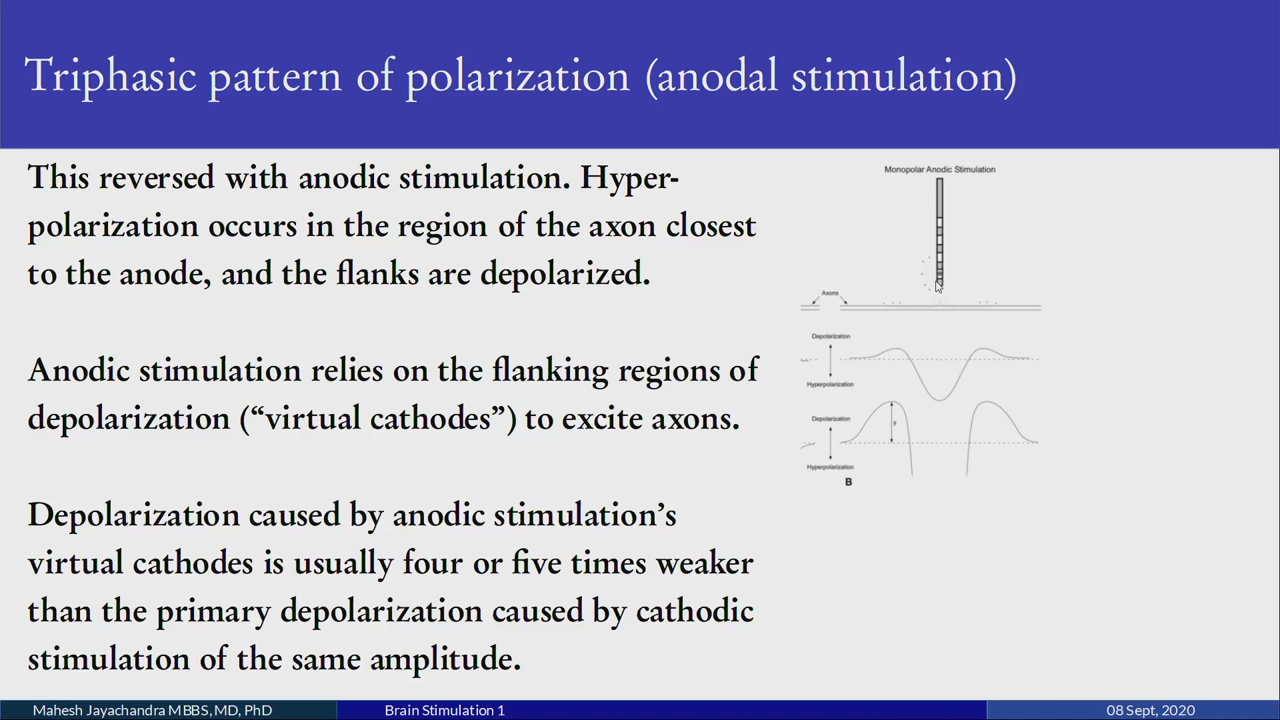 Triphasic pattern of polarization (anodal stimulation)
This reversed with anodic stimulation. Hyper-
polarization occurs in the region of the axon closest
to the anode, and the flanks are depolarized.
Anodic stimulation relies on the flanking regions of
depolarization (“virtual cathodes”) to excite axons.
Depolarization caused by anodic stimulation’s
virtual cathodes is usually four or five times weaker
than the primary depolarization caused by cathodic
stimulation of the same amplitude.
Monopolar Anodic Stimulation
Axons
Depolarization
Hyperpolarization
Depolarization
y
Hyperpolarization
B
Mahesh Jayachandra MBBS, MD, PhD
Brain Stimulation 1
08 Sept, 2020